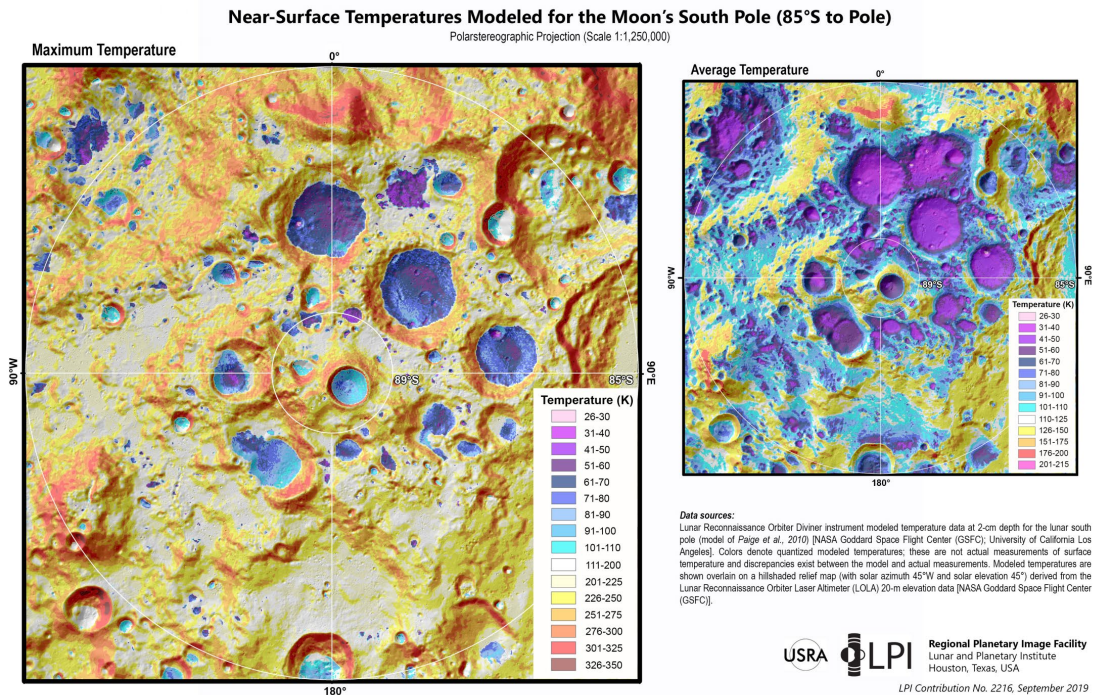 Near-Surface Temperatures Modeled for the Moon's South Pole (85°S to Pole)
Polarstereographic Projection (Scale 1:1,250,000)
Maximum Temperature
0°
90°W
89°S
85°S
90°E
180°
Temperature (K)
26-30
31-40
41-50
51-60
61-70
71-80
81-90
91-100
101-110
111-200
201-225
226-250
251-275
276-300
301-325
326-350
Average Temperature
0°
90°W
89°S
85°S
90°E
180°
Temperature (K)
26-30
31-40
41-50
51-60
61-70
71-80
81-90
91-100
101-110
110-125
126-150
151-175
176-200
201-215
Data sources:
Lunar Reconnaissance Orbiter Diviner instrument modeled temperature data at 2-cm depth for the lunar south
pole (model of Paige et al., 2010) [NASA Goddard Space Flight Center (GSFC); University of California Los
Angeles]. Colors denote quantized modeled temperatures; these are not actual measurements of surface
temperature and discrepancies exist between the model and actual measurements. Modeled temperatures are
shown overlain on a hillshaded relief map (with solar azimuth 45°W and solar elevation 45°) derived from the
Lunar Reconnaissance Orbiter Laser Altimeter (LOLA) 20-m elevation data [NASA Goddard Space Flight Center
(GSFC)].
USRA
LPI
Regional Planetary Image Facility
Lunar and Planetary Institute
Houston, Texas, USA
LPI Contribution No. 2216, September 2019